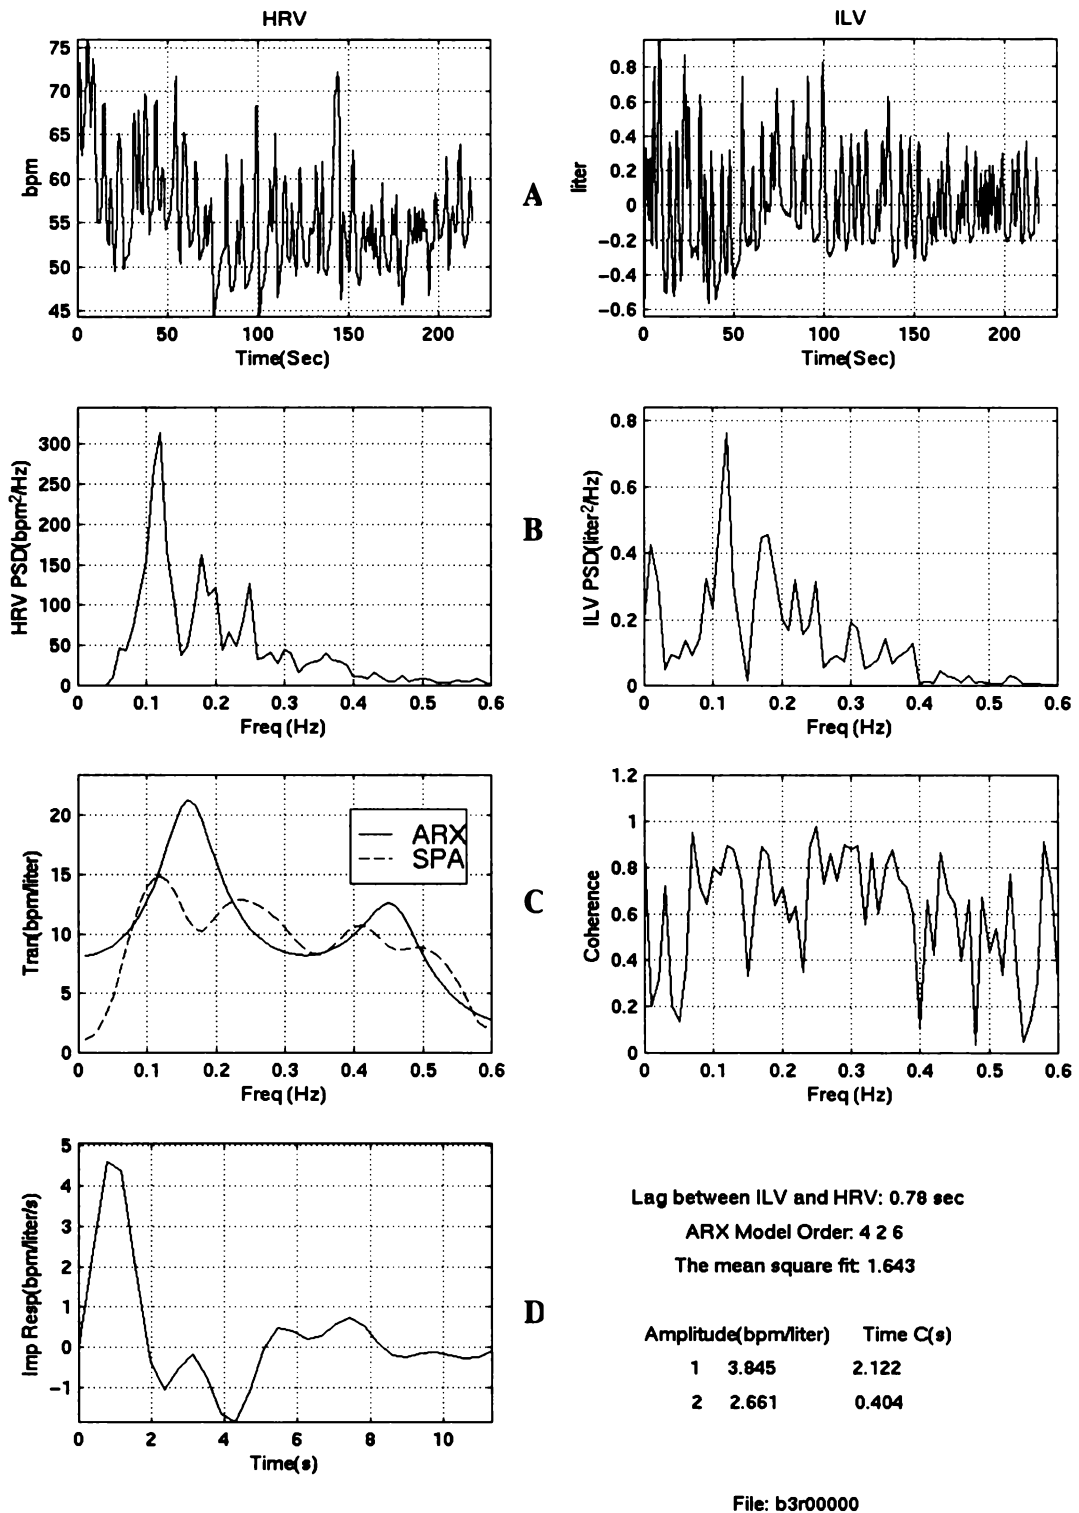 HRV
ILV
75
70
65
60
55
50
45
bpm
0 50 100 150 200
Time(Sec)
A
0.8
0.6
0.4
0.2
0
−0.2
−0.4
−0.6
liter
0 50 100 150 200
Time(Sec)
300
250
200
150
100
50
0
HRV PSD(bpm2/Hz)
0 0.1 0.2 0.3 0.4 0.5 0.6
Freq (Hz)
B
0.8
0.6
0.4
0.2
0
ILV PSD(liter2/Hz)
0 0.1 0.2 0.3 0.4 0.5 0.6
Freq (Hz)
20
15
10
5
0
Tran(bpm/liter)
ARX
SPA
0 0.1 0.2 0.3 0.4 0.5 0.6
Freq (Hz)
C
1.2
1
0.8
0.6
0.4
0.2
0
Coherence
0 0.1 0.2 0.3 0.4 0.5 0.6
Freq (Hz)
5
4
3
2
1
0
−1
Imp Resp(bpm/liter/s)
0 2 4 6 8 10
Time(s)
D
Lag between ILV and HRV: 0.78 sec
ARX Model Order: 4 2 6
The mean square fit: 1.643
Amplitude(bpm/liter) Time C(s)
1 3.845 2.122
2 2.661 0.404
File: b3r00000